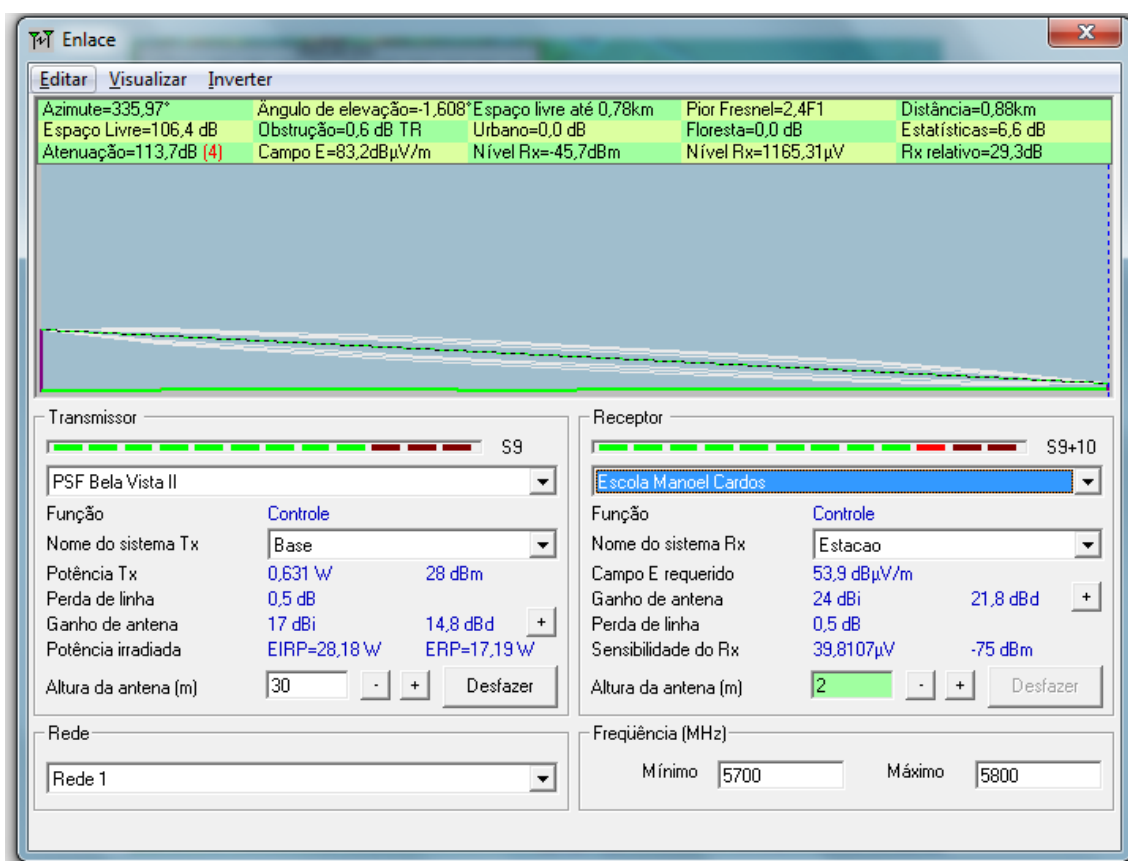 Enlace
Editar Visualizar Inverter
Azimute=335,97° Ângulo de elevação=-1,608° Espaço livre até 0,78km Pior Fresnel=2,4F1 Distância=0,88km
Espaço Livre=106,4 dB Obstrução=0,6 dB TR Urbano=0,0 dB Floresta=0,0 dB Estatísticas=6,6 dB
Atenuação=113,7dB (4) Campo E=83,2dBµV/m Nível Rx=-45,7dBm Nível Rx=1165,31µV Rx relativo=29,3dB
Transmissor
S9
PSF Bela Vista II
Função Controle
Nome do sistema Tx Base
Potência Tx 0,631 W 28 dBm
Perda de linha 0,5 dB
Ganho de antena 17 dBi 14,8 dBd +
Potência irradiada EIRP=28,18 W ERP=17,19 W
Altura da antena (m) 30 - + Desfazer
Receptor
S9+10
Escola Manoel Cardos
Função Controle
Nome do sistema Rx Estacao
Campo E requerido 53,9 dBµV/m
Ganho de antena 24 dBi 21,8 dBd +
Perda de linha 0,5 dB
Sensibilidade do Rx 39,8107µV -75 dBm
Altura da antena (m) 2 - + Desfazer
Rede
Rede 1
Freqüência (MHz)
Mínimo 5700 Máximo 5800